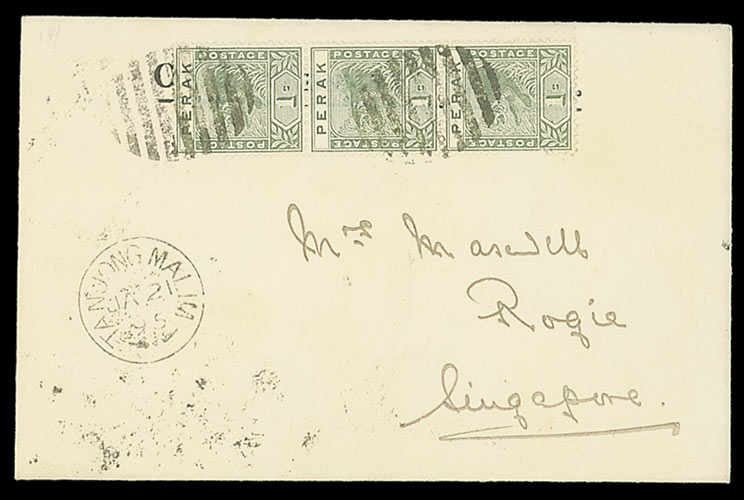 POSTAGE
PERAK
1c
POSTAGE
POSTAGE
PERAK
1c
POSTAGE
POSTAGE
PERAK
1c
POSTAGE
TANJONG MALIM
Mrs Maxwell
Rogie
Singapore.